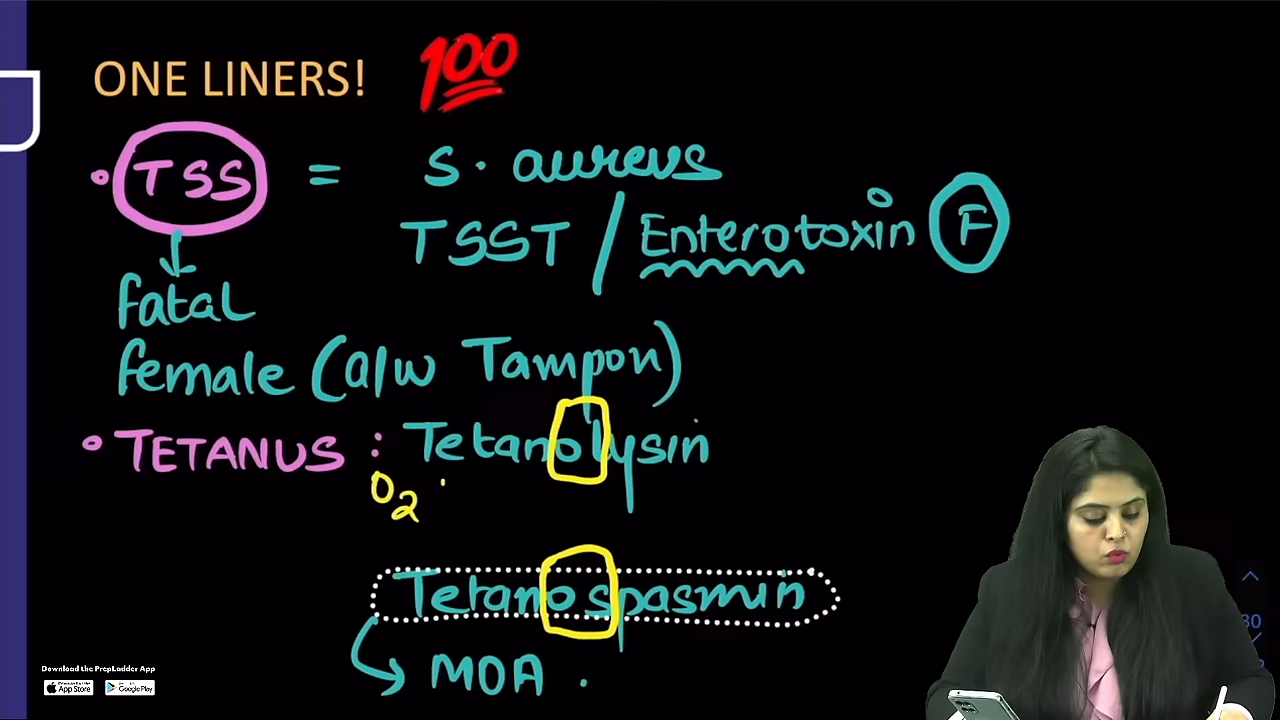 ONE LINERS! 100
TSS = S. aureus
TSST / Enterotoxin F
fatal
female (a/w Tampon)
TETANUS : Tetanolysin
O2
Tetanospasmin
MOA.
Download the PrepLadder App
App Store Google Play